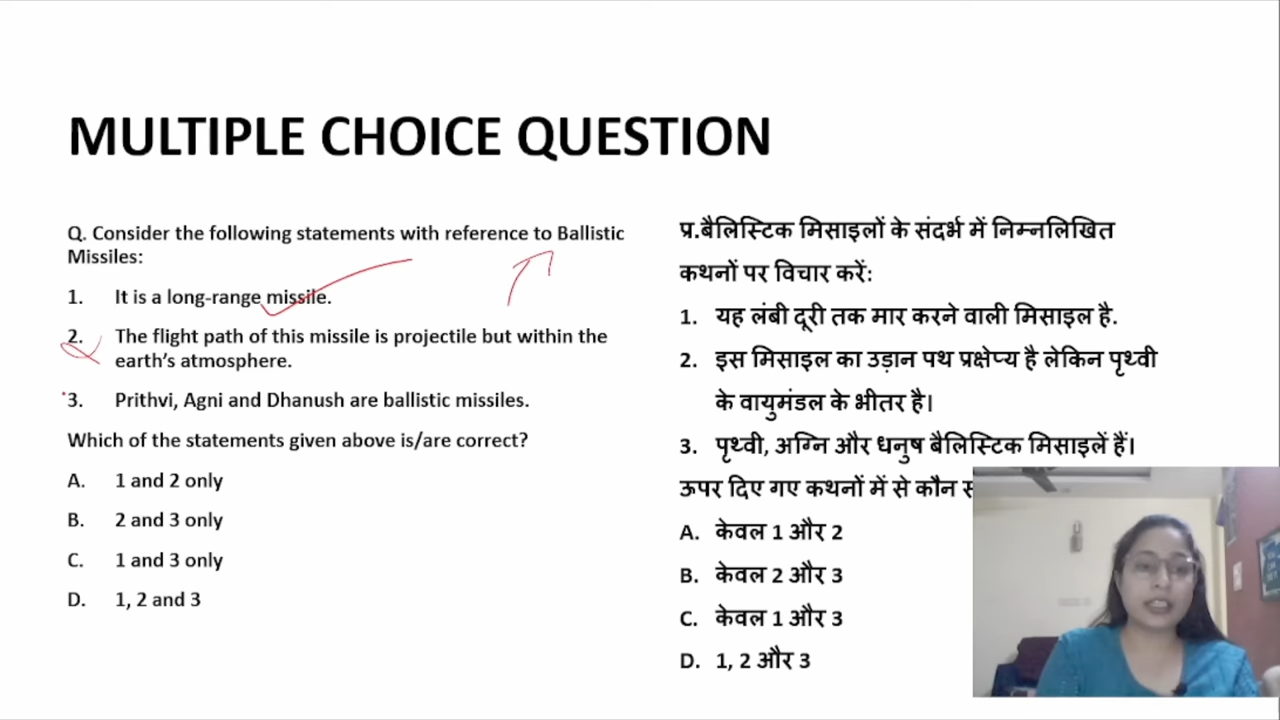 MULTIPLE CHOICE QUESTION
Q. Consider the following statements with reference to Ballistic
Missiles:
1. It is a long-range missile.
2. The flight path of this missile is projectile but within the
earth's atmosphere.
3. Prithvi, Agni and Dhanush are ballistic missiles.
Which of the statements given above is/are correct?
A. 1 and 2 only
B. 2 and 3 only
C. 1 and 3 only
D. 1, 2 and 3
प्र.बैलिस्टिक मिसाइलों के संदर्भ में निम्नलिखित
कथनों पर विचार करें:
1. यह लंबी दूरी तक मार करने वाली मिसाइल है.
2. इस मिसाइल का उड़ान पथ प्रक्षेप्य है लेकिन पृथ्वी
के वायुमंडल के भीतर है।
3. पृथ्वी, अग्नि और धनुष बैलिस्टिक मिसाइलें हैं।
ऊपर दिए गए कथनों में से कौन
A. केवल 1 और 2
B. केवल 2 और 3
C. केवल 1 और 3
D. 1, 2 और 3